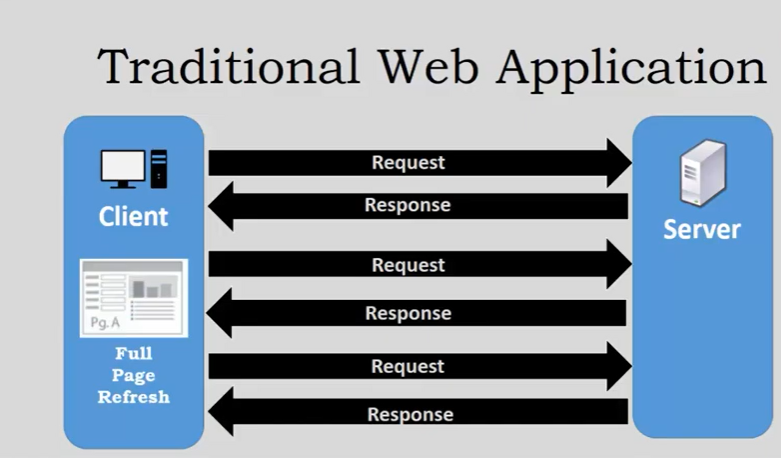 Traditional Web Application
Client
Server
Request
Response
Request
Response
Request
Response
Pg.A
Full
Page
Refresh